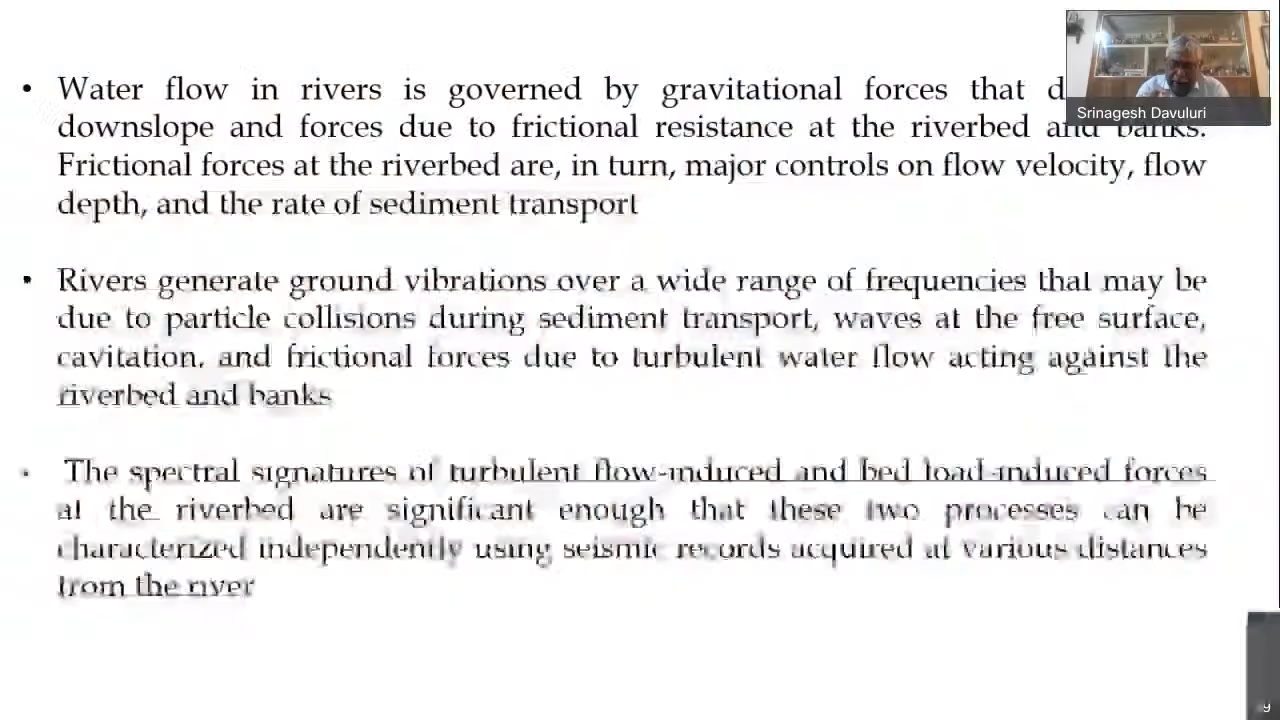 • Water flow in rivers is governed by gravitational forces that
downslope and forces due to frictional resistance at the riverbed and banks.
Frictional forces at the riverbed are, in turn, major controls on flow velocity, flow
depth, and the rate of sediment transport
• Rivers generate ground vibrations over a wide range of frequencies that may be
due to particle collisions during sediment transport, waves at the free surface,
cavitation, and frictional forces due to turbulent water flow acting against the
riverbed and banks
• The spectral signatures of turbulent flow-induced and bed load-induced forces
at the riverbed are significant enough that these two processes can be
characterized independently using seismic records acquired at various distances
from the river
Srinagesh Davuluri
9